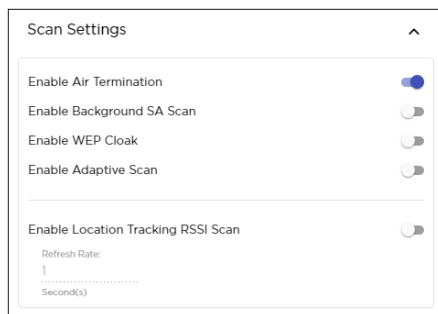 Scan Settings
Enable Air Termination
Enable Background SA Scan
Enable WEP Cloak
Enable Adaptive Scan
Enable Location Tracking RSSI Scan
Refresh Rate:
1
Second(s)